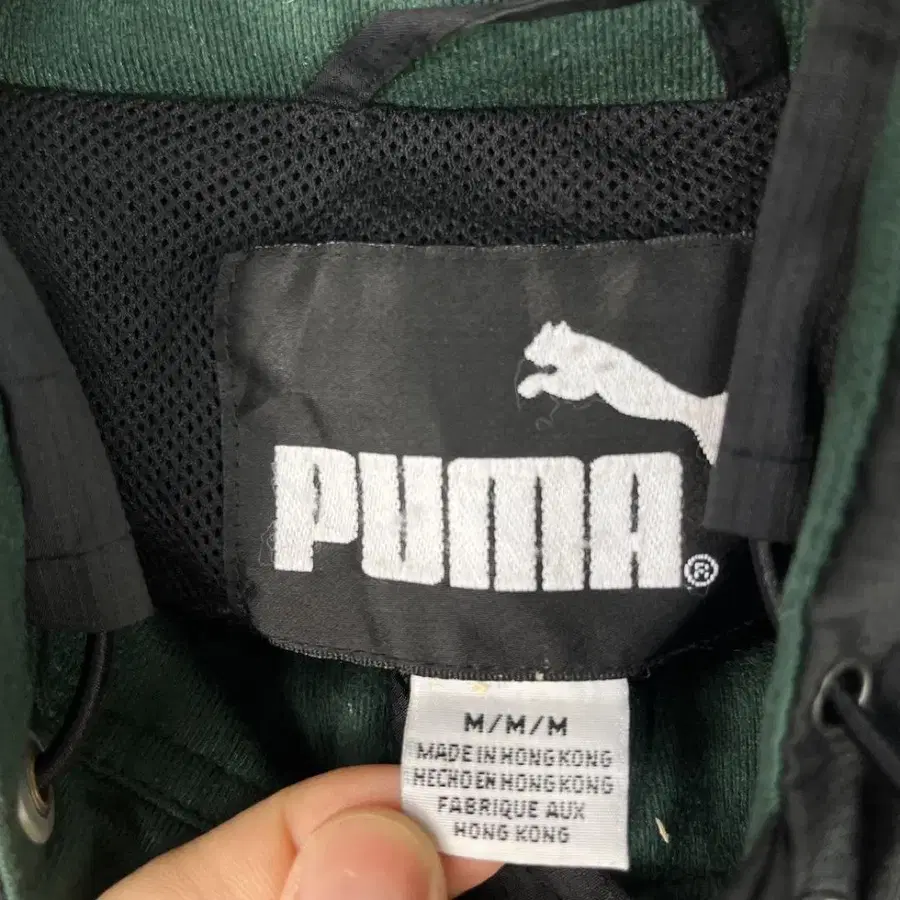 PUMA®
M/M/M
MADE IN HONG KONG
HECHO EN HONG KONG
FABRIQUE AUX
HONG KONG